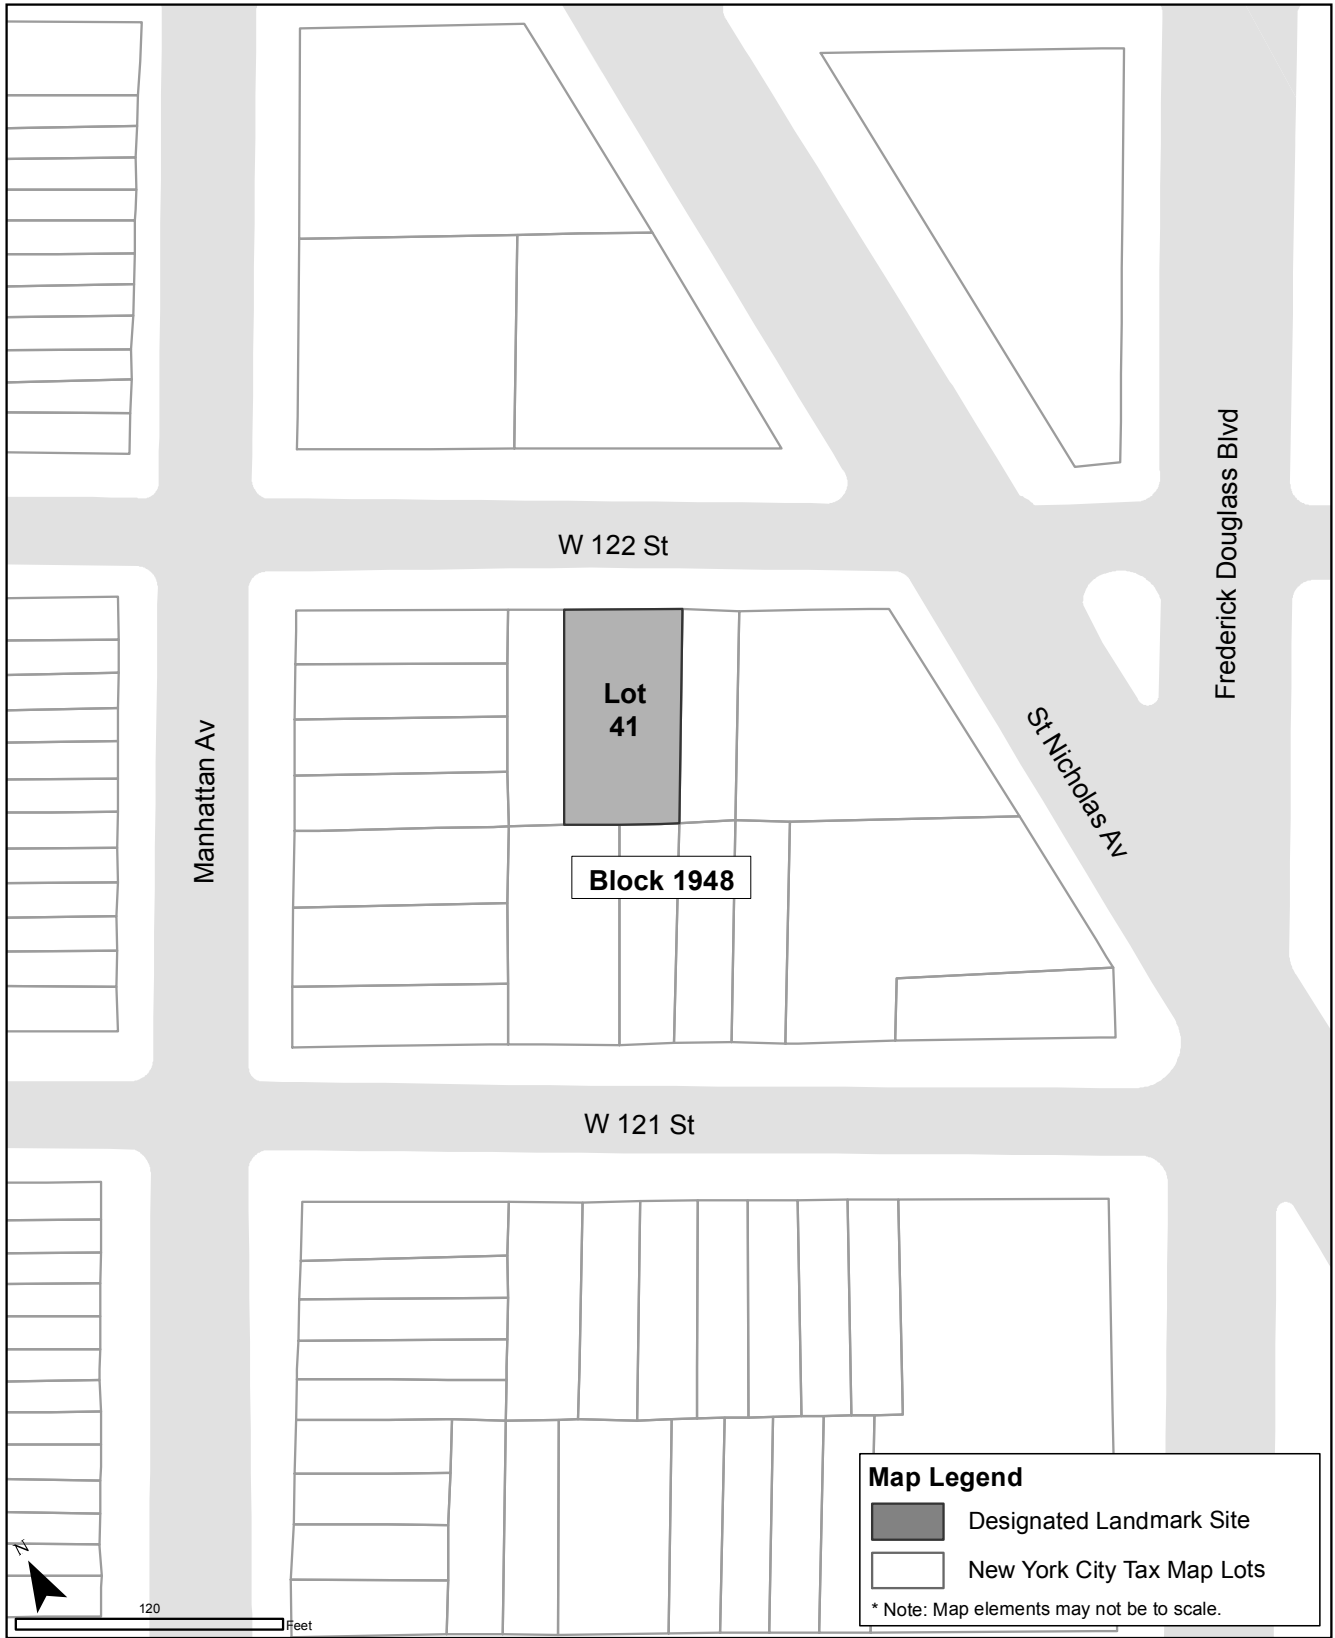 W 122 St
Frederick Douglass Blvd
Lot
41
St Nicholas Av
Manhattan Av
Block 1948
W 121 St
Map Legend
Designated Landmark Site
New York City Tax Map Lots
* Note: Map elements may not be to scale.
N
120
Feet